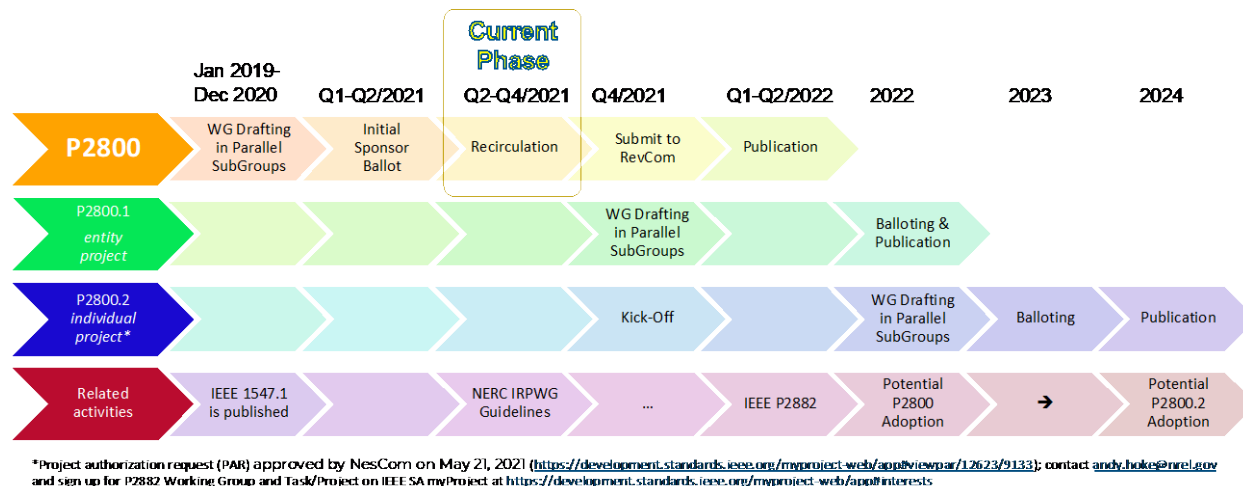 Current
Phase
Jan 2019-
Dec 2020
Q1-Q2/2021
Q2-Q4/2021
Q4/2021
Q1-Q2/2022
2022
2023
2024
P2800
WG Drafting
in Parallel
SubGroups
Initial
Sponsor
Ballot
Recirculation
Submit to
RevCom
Publication
P2800.1
entity
project
WG Drafting
in Parallel
SubGroups
Balloting &
Publication
P2800.2
individual
project*
Kick-Off
WG Drafting
in Parallel
SubGroups
Balloting
Publication
Related
activities
IEEE 1547.1
is published
NERC IRPWG
Guidelines
...
IEEE P2882
Potential
P2800
Adoption
➔
Potential
P2800.2
Adoption
*Project authorization request (PAR) approved by NesCom on May 21, 2021 (https://development.standards.ieee.org/myproject-web/app#viewpar/12623/9133); contact andy.hoke@nrel.gov
and sign up for P2882 Working Group and Task/Project on IEEE SA myProject at https://development.standards.ieee.org/myproject-web/app#interests